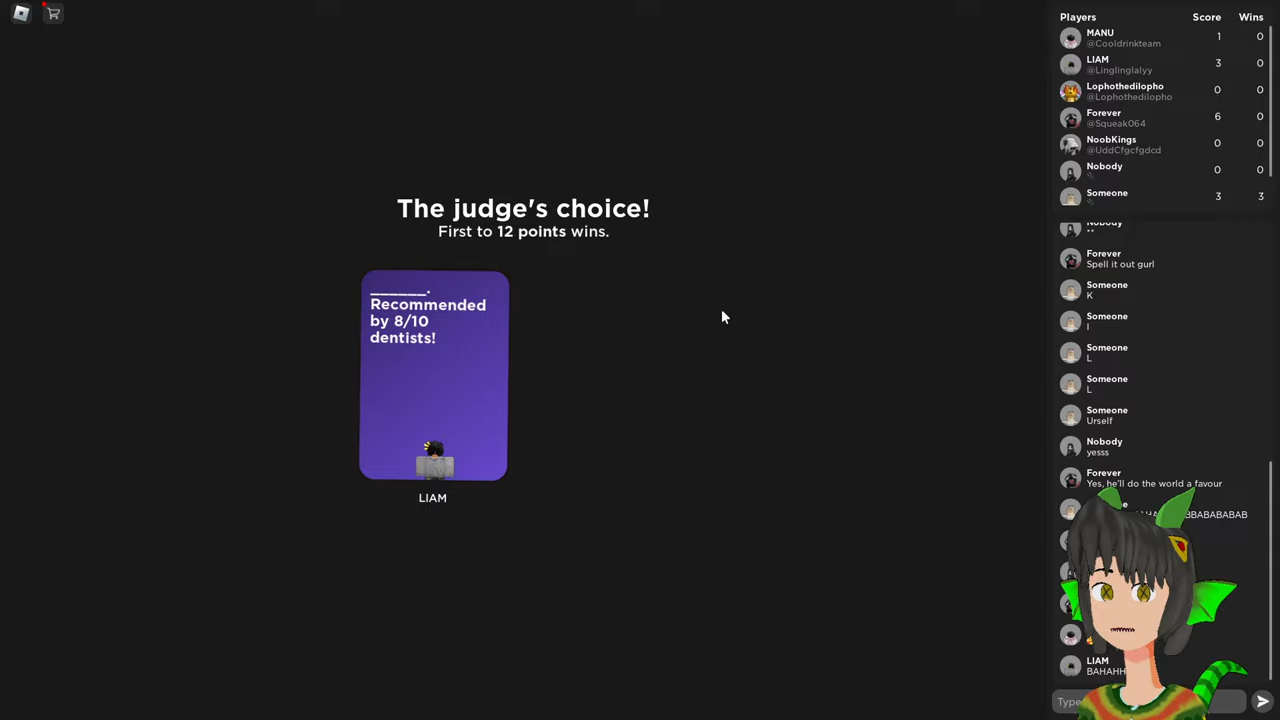 The judge's choice!
First to 12 points wins.
______.
Recommended
by 8/10
dentists!
LIAM
Players Score Wins
MANU 1 0
@Cooldrinkteam
LIAM 3 0
@Linglinglalyy
Lophothedilopho 0 0
@Lophothedilopho
Forever 6 0
@Squeak064
NoobKings 0 0
@UddCfgcfgdcd
Nobody 0 0
Someone 3 3
Nobody
**
Forever
Spell it out gurl
Someone
K
Someone
I
Someone
L
Someone
L
Someone
Urself
Nobody
yesss
Forever
Yes, he'll do the world a favour
LIAM